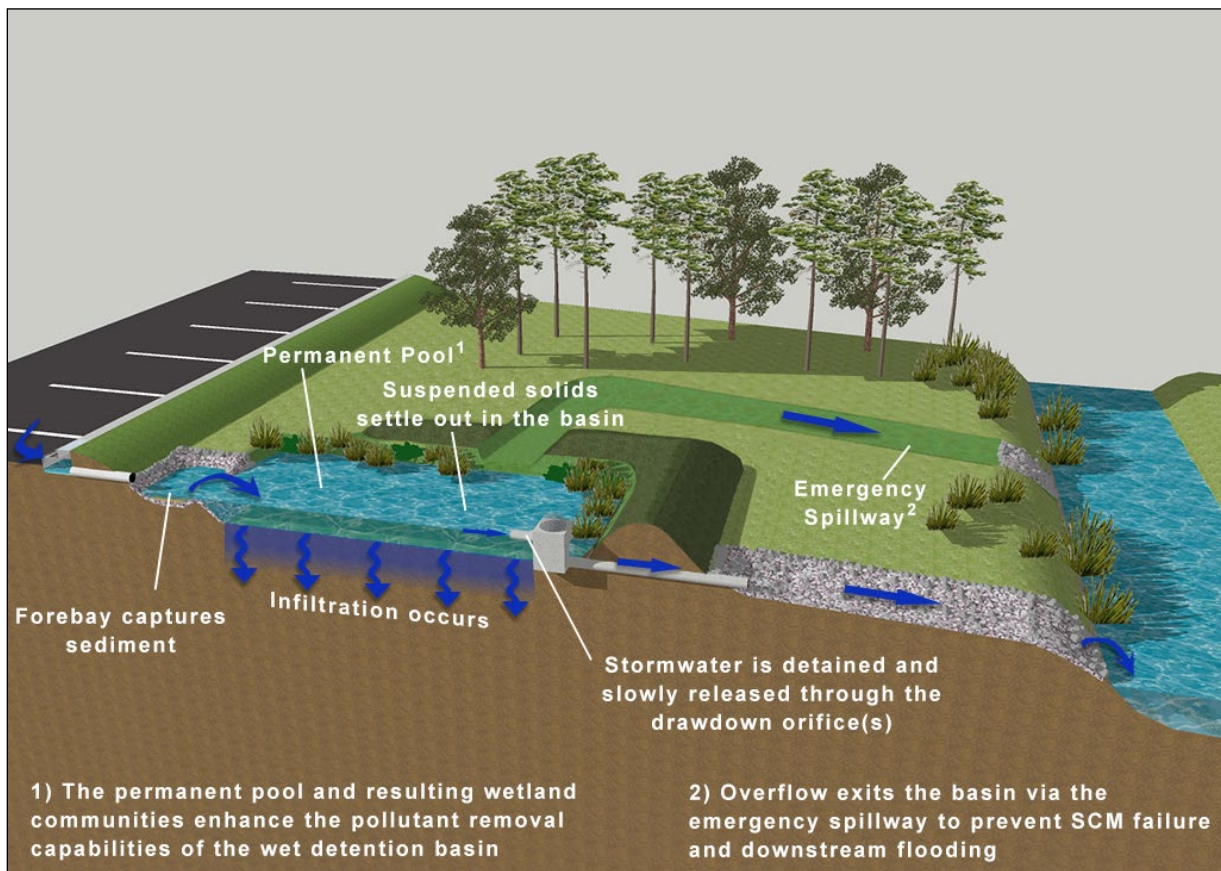 Permanent Pool¹
Suspended solids
settle out in the basin
Emergency
Spillway²
Forebay captures
sediment
Infiltration occurs
Stormwater is detained and
slowly released through the
drawdown orifice(s)
1) The permanent pool and resulting wetland
communities enhance the pollutant removal
capabilities of the wet detention basin
2) Overflow exits the basin via the
emergency spillway to prevent SCM failure
and downstream flooding